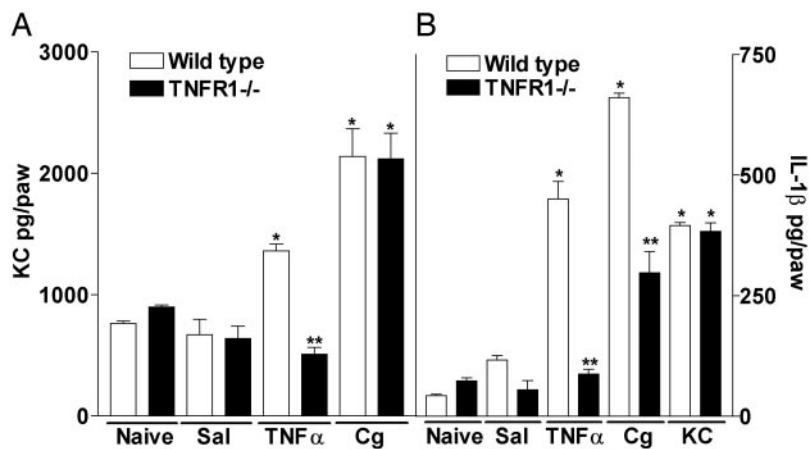 A
B
Wild type
TNFR1-/-
Wild type
TNFR1-/-
KC pg/paw
3000
2000
1000
0
*
**
*
*
Naive Sal TNFα Cg
*
**
*
**
*
*
Naive Sal TNFα Cg KC
750
500
250
0
IL-1β pg/paw